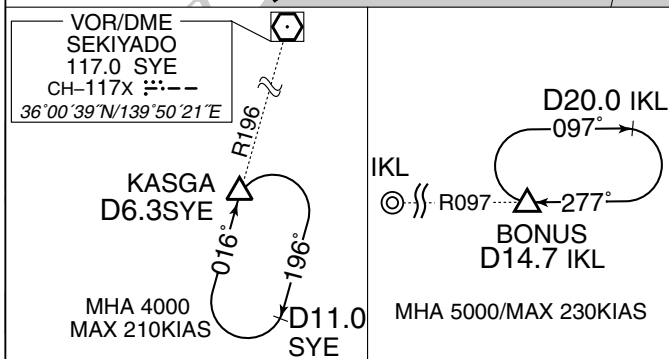 VOR/DME
SEKIYADO
117.0 SYE
CH–117X
36°00´39˝N/139°50´21˝E
R196
KASGA
D6.3SYE
016°
196°
MHA 4000
MAX 210KIAS
D11.0
SYE
D20.0 IKL
097°
IKL
R097
277°
BONUS
D14.7 IKL
MHA 5000/MAX 230KIAS